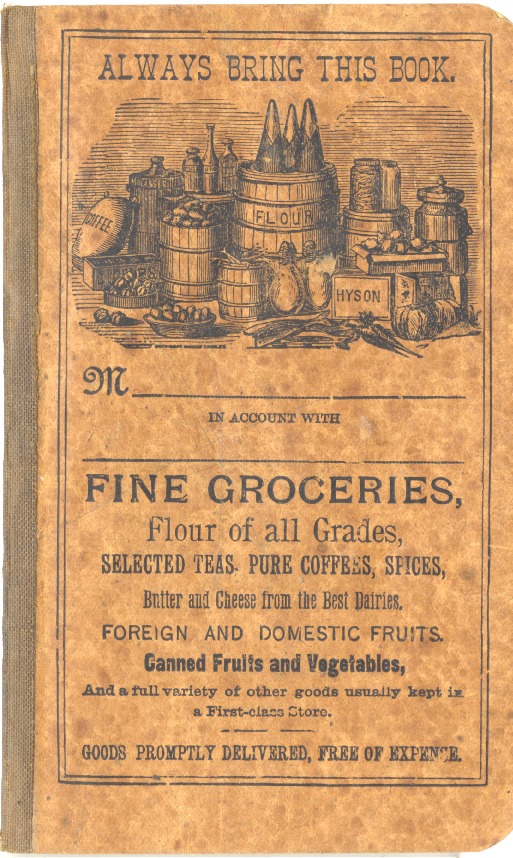 ALWAYS BRING THIS BOOK.
COFFEE
FLOUR
HYSON
M
IN ACCOUNT WITH
FINE GROCERIES,
Flour of all Grades,
SELECTED TEAS. PURE COFFEES, SPICES,
Butter and Cheese from the Best Dairies.
FOREIGN AND DOMESTIC FRUITS.
Canned Fruits and Vegetables,
And a full variety of other goods usually kept in
a First-class Store.
GOODS PROMPTLY DELIVERED, FREE OF EXPENCE.